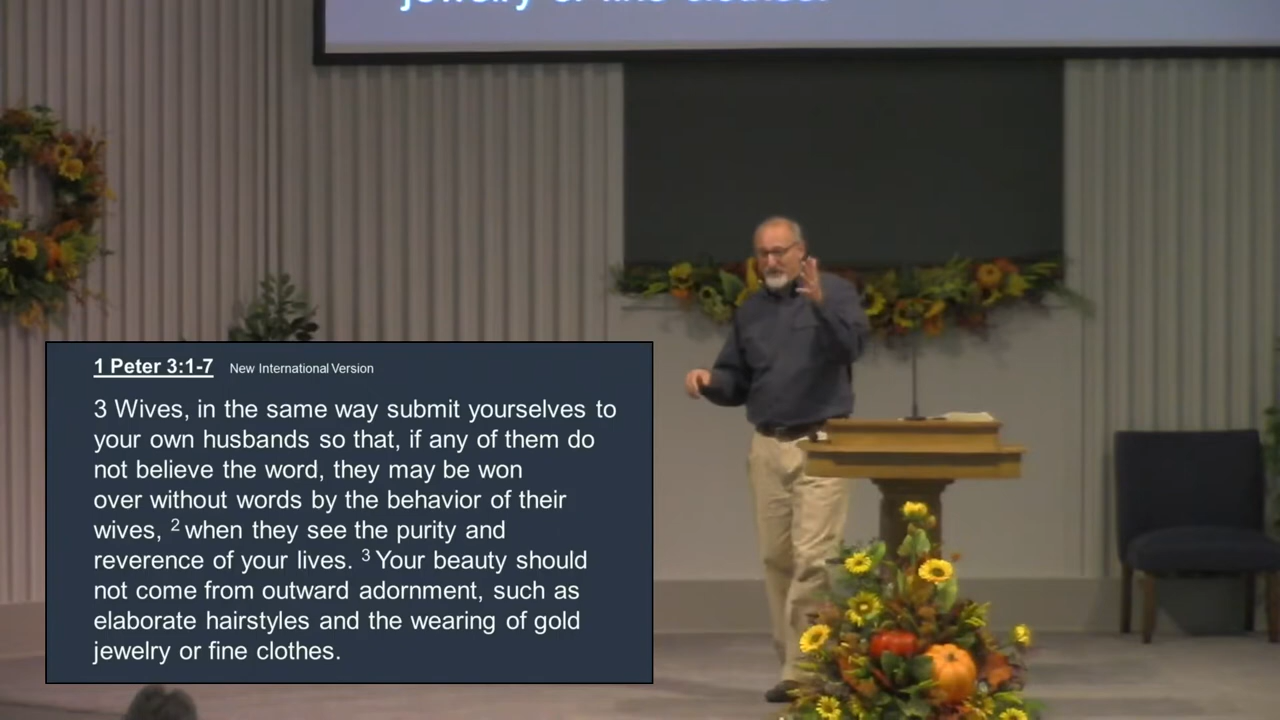 jewelry or fine clothes.
1 Peter 3:1-7 New International Version
3 Wives, in the same way submit yourselves to
your own husbands so that, if any of them do
not believe the word, they may be won
over without words by the behavior of their
wives, 2 when they see the purity and
reverence of your lives. 3 Your beauty should
not come from outward adornment, such as
elaborate hairstyles and the wearing of gold
jewelry or fine clothes.